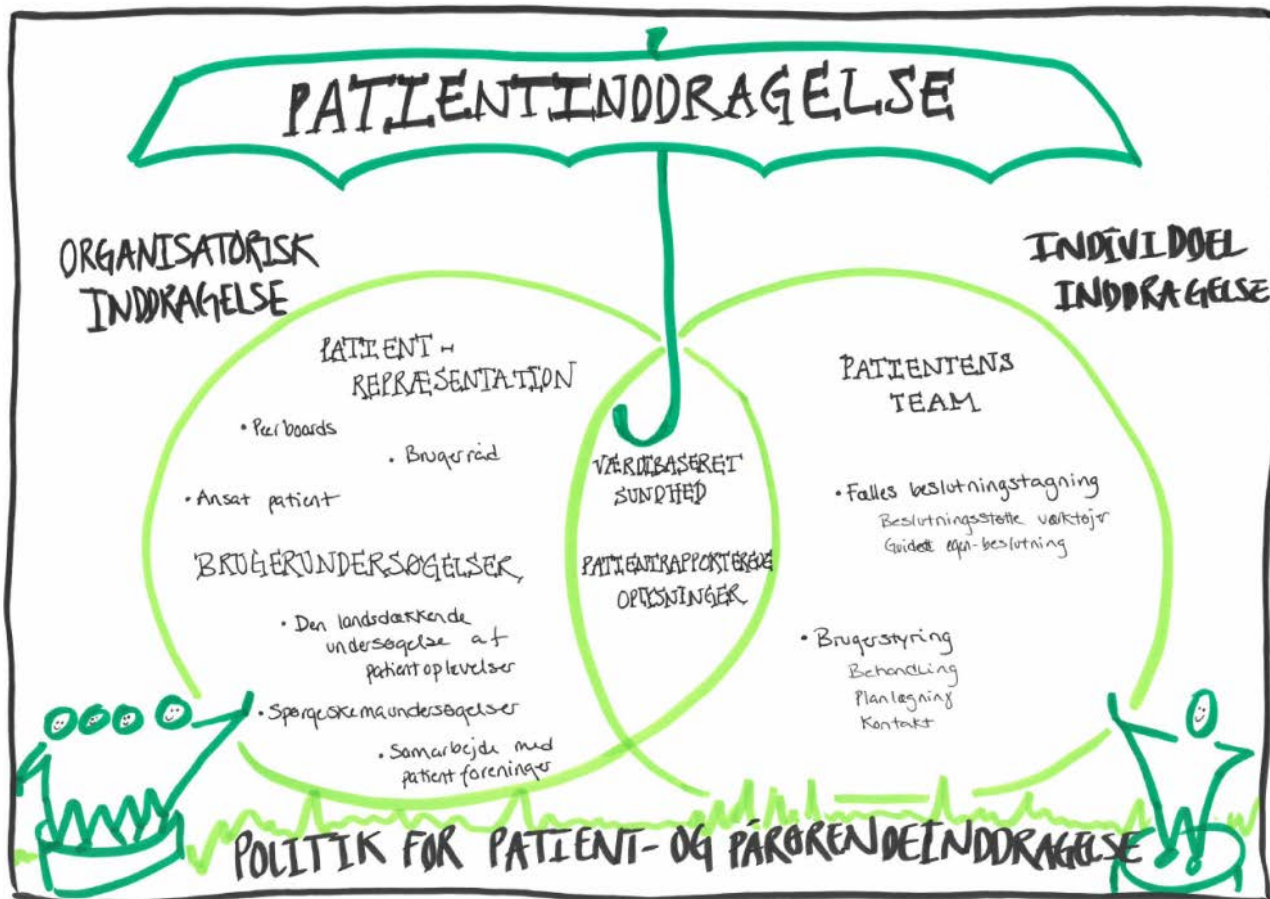 PATIENTINDDRAGELSE
ORGANISATORISK
INDDRAGELSE
INDIVIDUEL
INDDRAGELSE
PATIENT-
REPRÆSENTATION
• Peer boards
• Brugerråd
• Ansat patient
BRUGERUNDERSØGELSER
• Den landsdækkende
undersøgelse af
patientoplevelser
• Spørgeskemaundersøgelser
• Samarbejde med
patientforeninger
VÆRDIBASERET
SUNDHED
PATIENTRAPPORTEREDE
OPLYSNINGER
PATIENTENS
TEAM
• Fælles beslutningstagning
Beslutningsstøtte værktøjer
Guidet egen-beslutning
• Brugerstyring
Behandling
Planlægning
Kontakt
POLITIK FOR PATIENT- OG PÅRØRENDEINDDRAGELSE